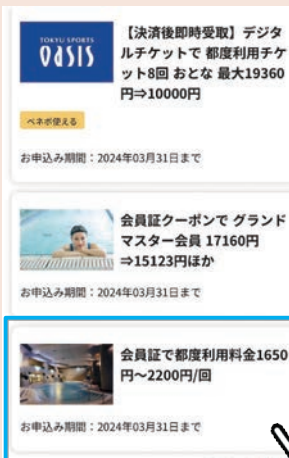 TOKYU SPORTS
OASIS
【決済後即時受取】デジタ
ルチケットで 都度利用チケ
ット8回 おとな 最大19360
円⇒10000円
ベネポ使える
お申込み期間：2024年03月31日まで
会員証クーポンで グランド
マスター会員 17160円
⇒15123円ほか
お申込み期間：2024年03月31日まで
会員証で都度利用料金1650
円～2200円/回
お申込み期間：2024年03月31日まで